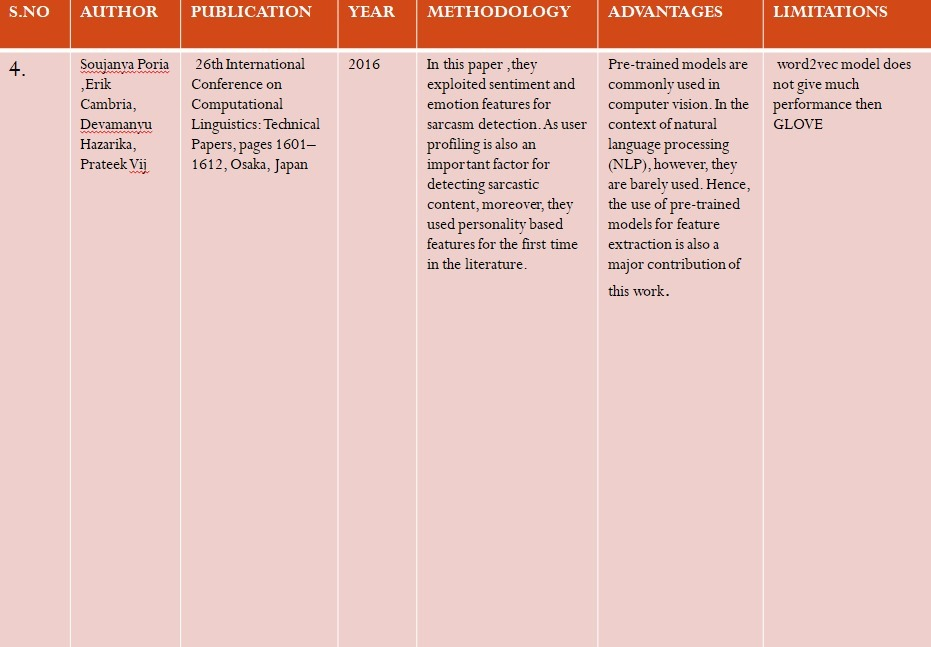 S.NO
AUTHOR
PUBLICATION
YEAR
METHODOLOGY
ADVANTAGES
LIMITATIONS
4.
Soujanya Poria
,Erik
Cambria,
Devamanyu
Hazarika,
Prateek Vij
26th International
Conference on
Computational
Linguistics: Technical
Papers, pages 1601–
1612, Osaka, Japan
2016
In this paper ,they
exploited sentiment and
emotion features for
sarcasm detection. As user
profiling is also an
important factor for
detecting sarcastic
content, moreover, they
used personality based
features for the first time
in the literature.
Pre-trained models are
commonly used in
computer vision. In the
context of natural
language processing
(NLP), however, they
are barely used. Hence,
the use of pre-trained
models for feature
extraction is also a
major contribution of
this work.
word2vec model does
not give much
performance then
GLOVE